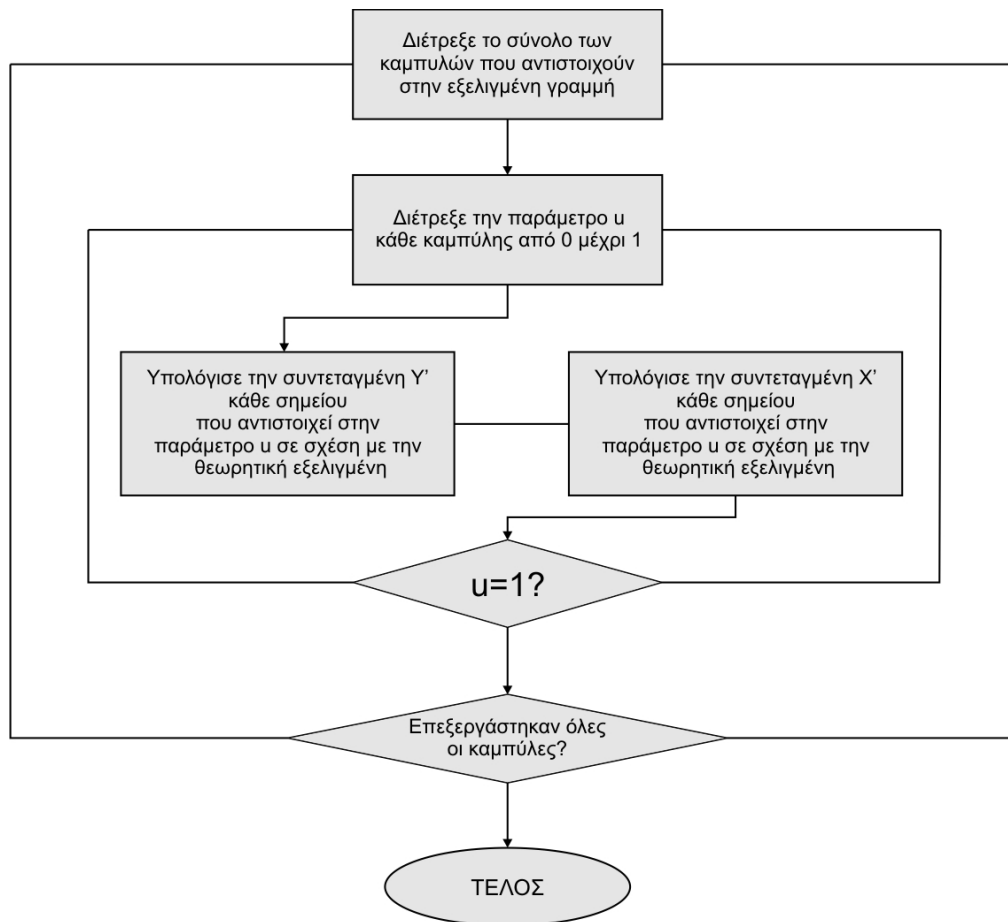 Διέτρεξε το σύνολο των
καμπυλών που αντιστοιχούν
στην εξελιγμένη γραμμή
Διέτρεξε την παράμετρο u
κάθε καμπύλης από 0 μέχρι 1
Υπολόγισε την συντεταγμένη Y’
κάθε σημείου
που αντιστοιχεί στην
παράμετρο u σε σχέση με την
θεωρητική εξελιγμένη
Υπολόγισε την συντεταγμένη X’
κάθε σημείου
που αντιστοιχεί στην
παράμετρο u σε σχέση με την
θεωρητική εξελιγμένη
u=1?
Επεξεργάστηκαν όλες
οι καμπύλες?
ΤΕΛΟΣ